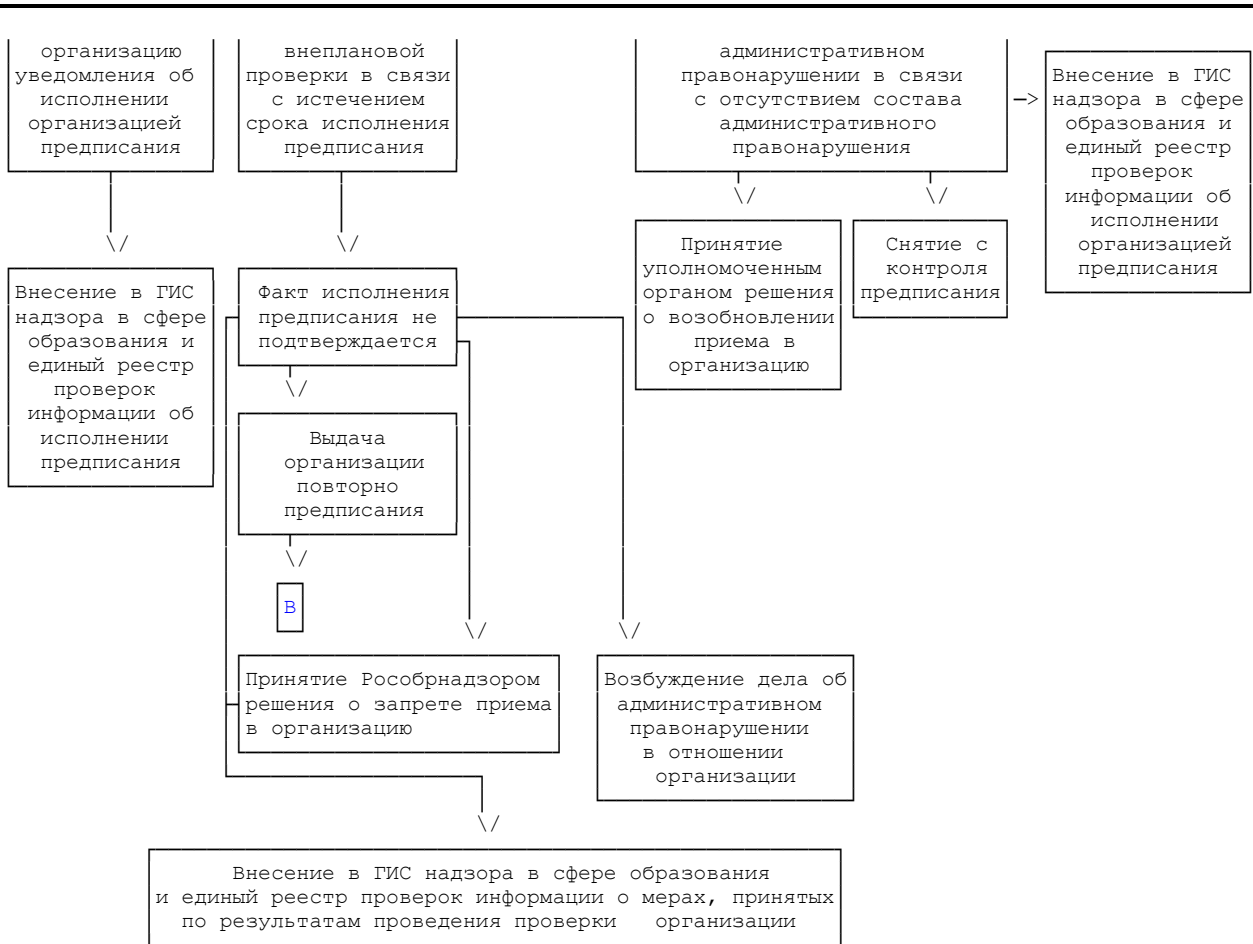 организацию
уведомления об
исполнении
организацией
предписания
внеплановой
проверки в связи
с истечением
срока исполнения
предписания
административном
правонарушении в связи
с отсутствием состава
административного
правонарушения
Внесение в ГИС
надзора в сфере
образования и
единый реестр
проверок
информации об
исполнении
организацией
предписания
Принятие
уполномоченным
органом решения
о возобновлении
приема в
организацию
Снятие с
контроля
предписания
Внесение в ГИС
надзора в сфере
образования и
единый реестр
проверок
информации об
исполнении
предписания
Факт исполнения
предписания не
подтверждается
Выдача
организации
повторно
предписания
В
Принятие Рособрнадзором
решения о запрете приема
в организацию
Возбуждение дела об
административном
правонарушении
в отношении
организации
Внесение в ГИС надзора в сфере образования
и единый реестр проверок информации о мерах, принятых
по результатам проведения проверки организации